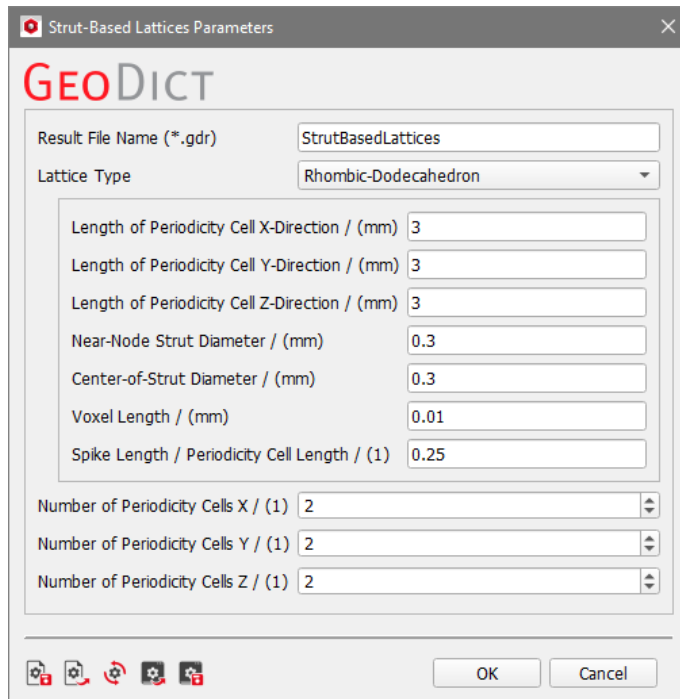 Strut-Based Lattices Parameters
GEODICT
Result File Name (*.gdr) StrutBasedLattices
Lattice Type Rhombic-Dodecahedron
Length of Periodicity Cell X-Direction / (mm) 3
Length of Periodicity Cell Y-Direction / (mm) 3
Length of Periodicity Cell Z-Direction / (mm) 3
Near-Node Strut Diameter / (mm) 0.3
Center-of-Strut Diameter / (mm) 0.3
Voxel Length / (mm) 0.01
Spike Length / Periodicity Cell Length / (1) 0.25
Number of Periodicity Cells X / (1) 2
Number of Periodicity Cells Y / (1) 2
Number of Periodicity Cells Z / (1) 2
OK Cancel